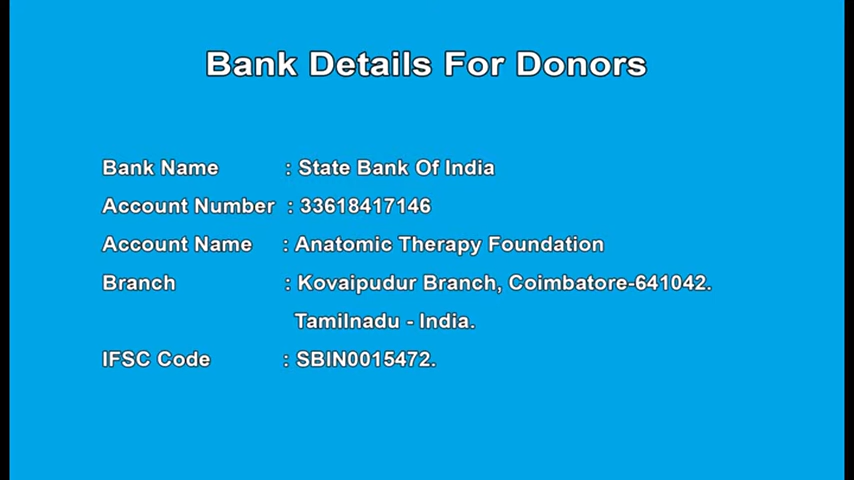 Bank Details For Donors
Bank Name : State Bank Of India
Account Number : 33618417146
Account Name : Anatomic Therapy Foundation
Branch : Kovaipudur Branch, Coimbatore-641042.
Tamilnadu - India.
IFSC Code : SBIN0015472.